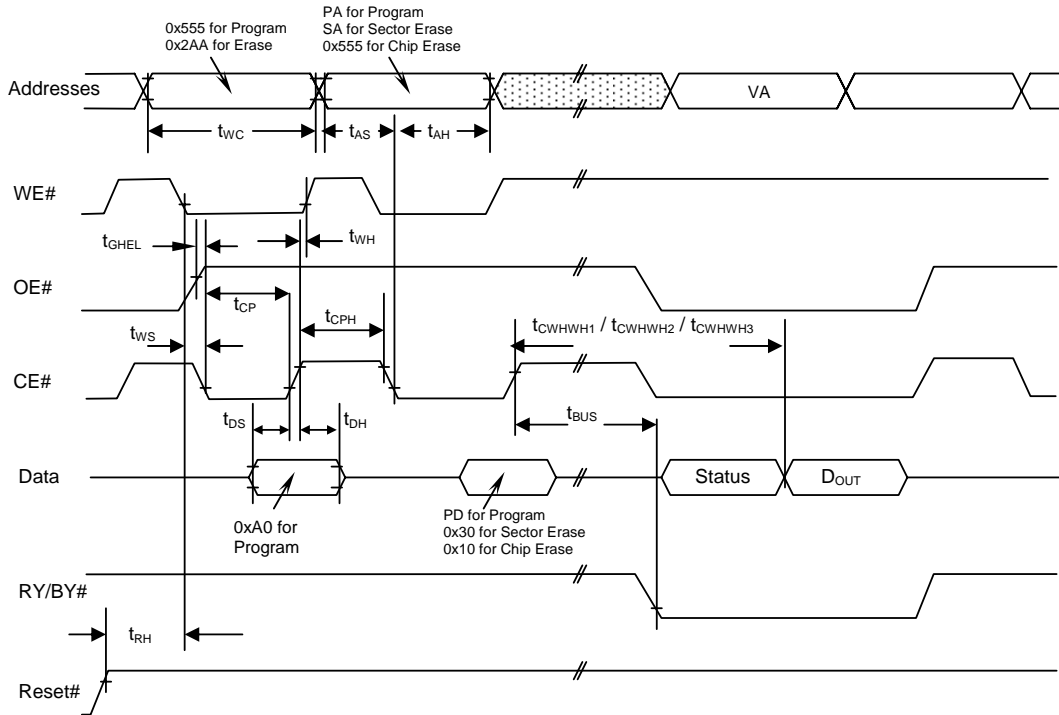 0x555 for Program
0x2AA for Erase
PA for Program
SA for Sector Erase
0x555 for Chip Erase
Addresses
VA
tWC
tAS
tAH
WE#
tGHEL
tWH
OE#
tCP
tCPH
tWS
tCWHWH1 / tCWHWH2 / tCWHWH3
CE#
tDS
tDH
tBUS
Data
Status
DOUT
0xA0 for
Program
PD for Program
0x30 for Sector Erase
0x10 for Chip Erase
RY/BY#
tRH
Reset#